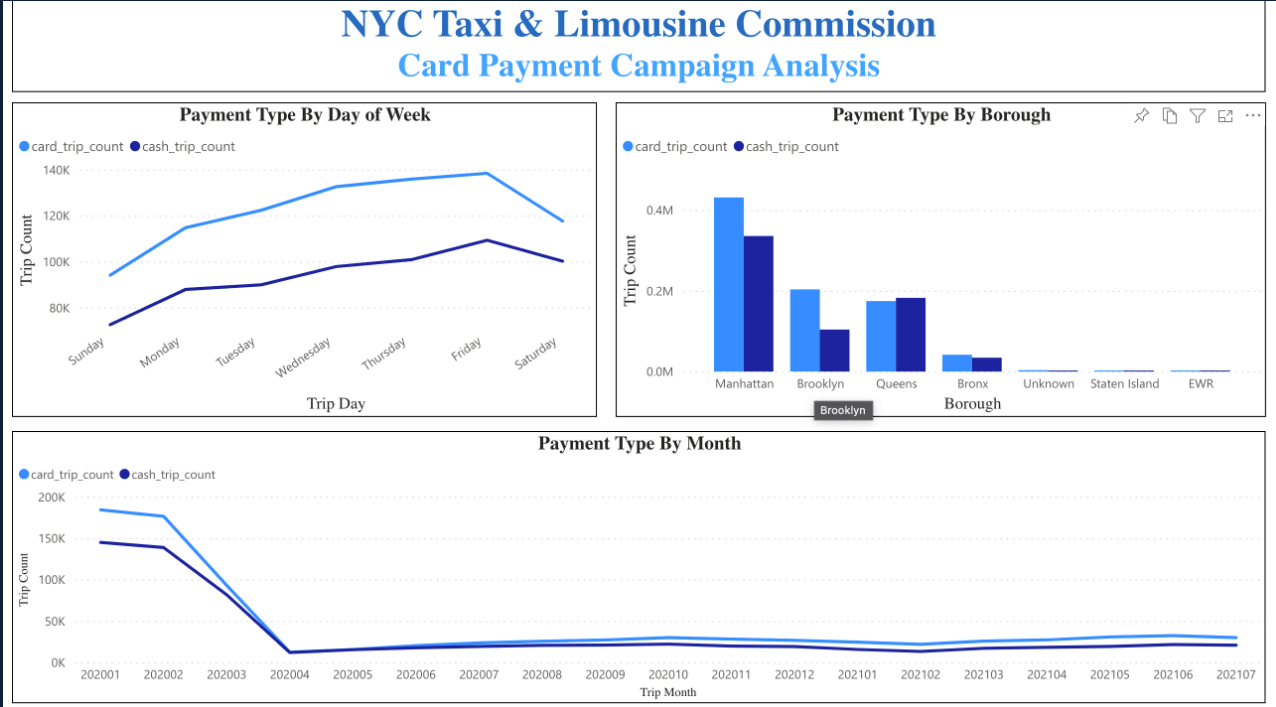 NYC Taxi & Limousine Commission
Card Payment Campaign Analysis
Payment Type By Day of Week
card_trip_count cash_trip_count
140K
120K
100K
80K
Trip Count
Sunday Monday Tuesday Wednesday Thursday Friday Saturday
Trip Day
Payment Type By Borough
card_trip_count cash_trip_count
0.4M
0.2M
0.0M
Trip Count
Manhattan Brooklyn Queens Bronx Unknown Staten Island EWR
Brooklyn
Borough
Payment Type By Month
card_trip_count cash_trip_count
200K
150K
100K
50K
0K
Trip Count
202001 202002 202003 202004 202005 202006 202007 202008 202009 202010 202011 202012 202101 202102 202103 202104 202105 202106 202107
Trip Month